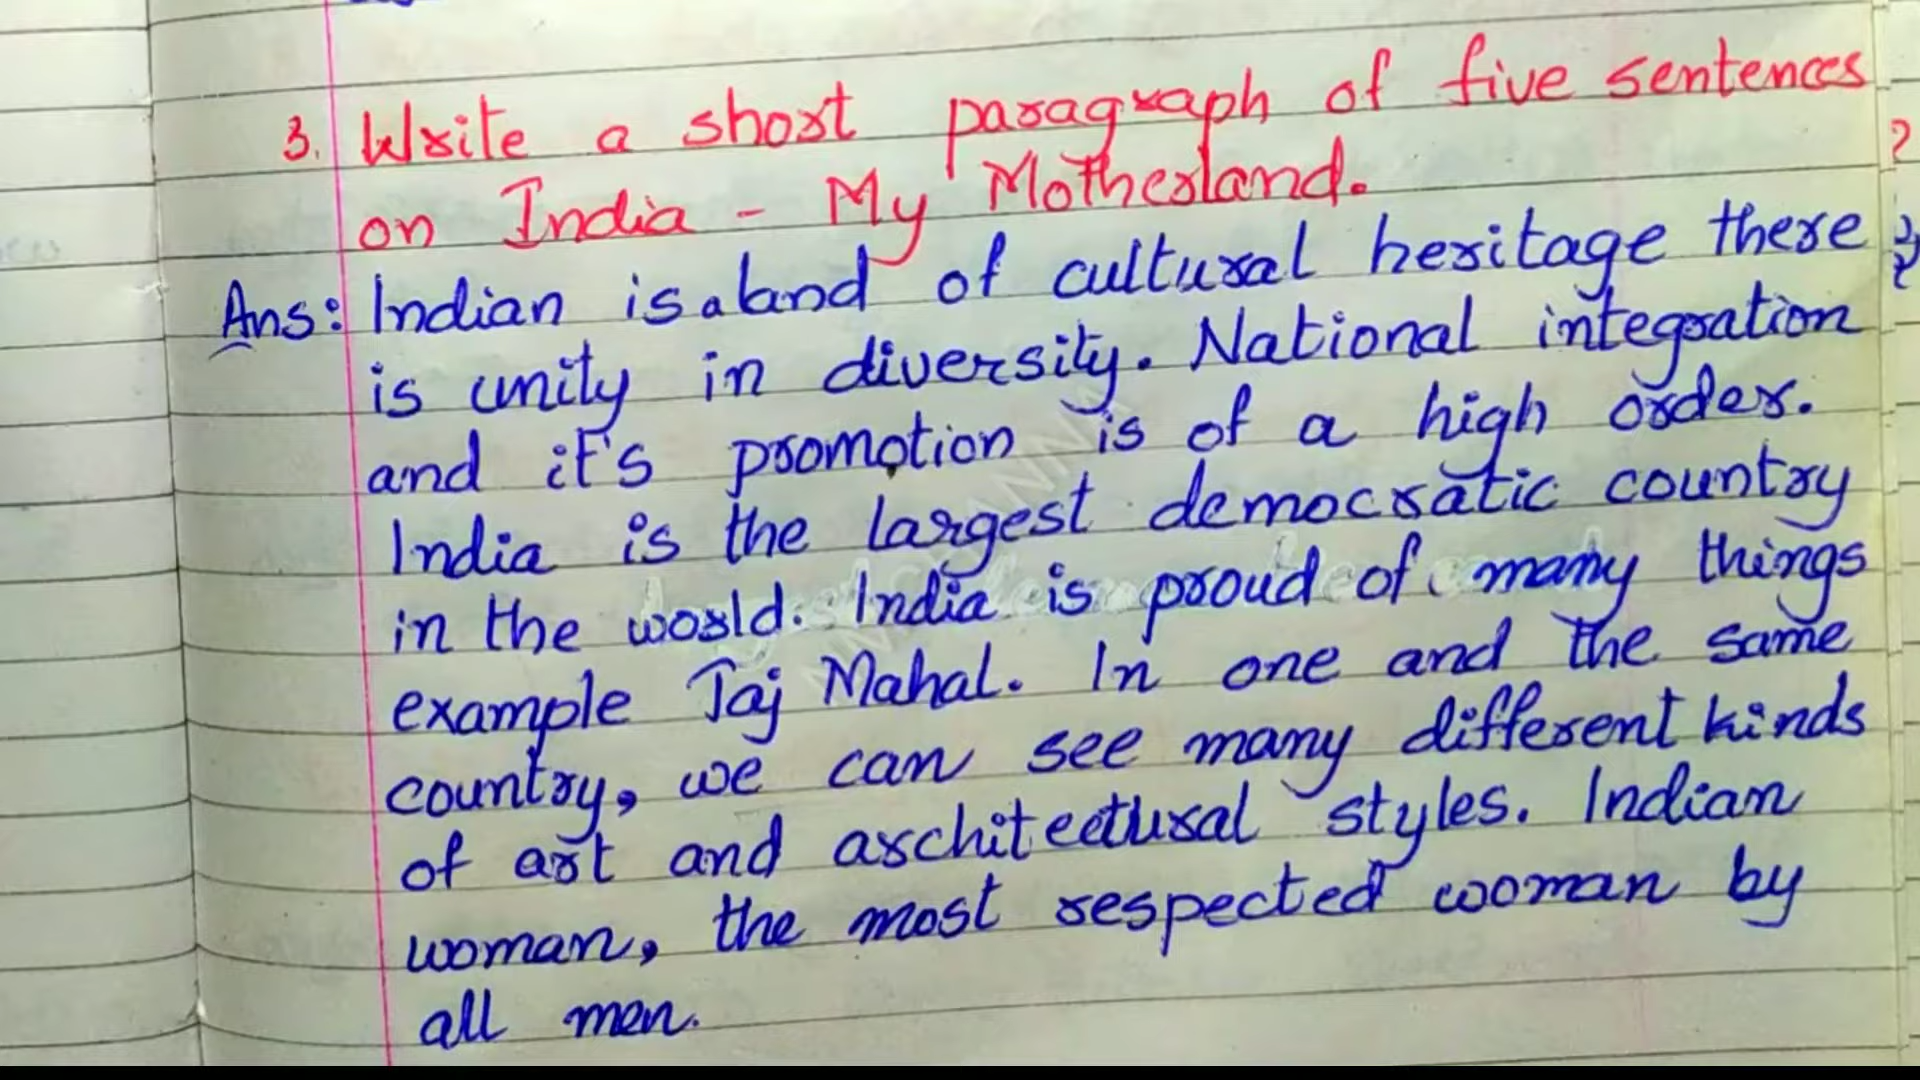 3. Write a short paragraph of five sentences
on India - My Motherland.
Ans: Indian is a land of cultural heritage there
is unity in diversity. National integration
and it's promotion is of a high order.
India is the largest democratic country
in the world. India is proud of many things
example Taj Mahal. In one and the same
country, we can see many different kinds
of art and architectural styles. Indian
woman, the most respected woman by
all men.